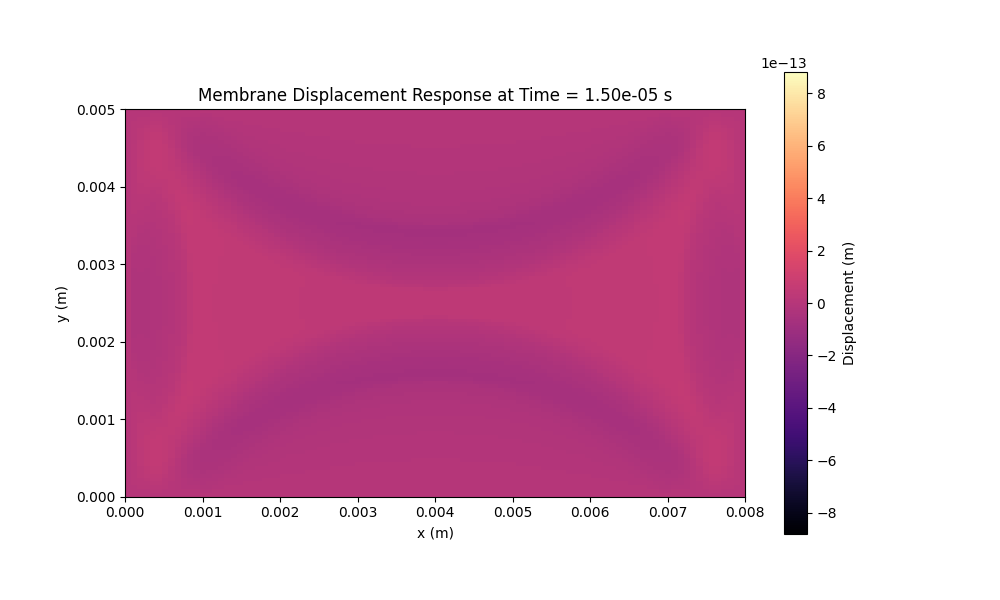 1e−13
Membrane Displacement Response at Time = 1.50e-05 s
0.005
0.004
0.003
0.002
0.001
0.000
y (m)
0.000 0.001 0.002 0.003 0.004 0.005 0.006 0.007 0.008
x (m)
8
6
4
2
0
−2
−4
−6
−8
Displacement (m)